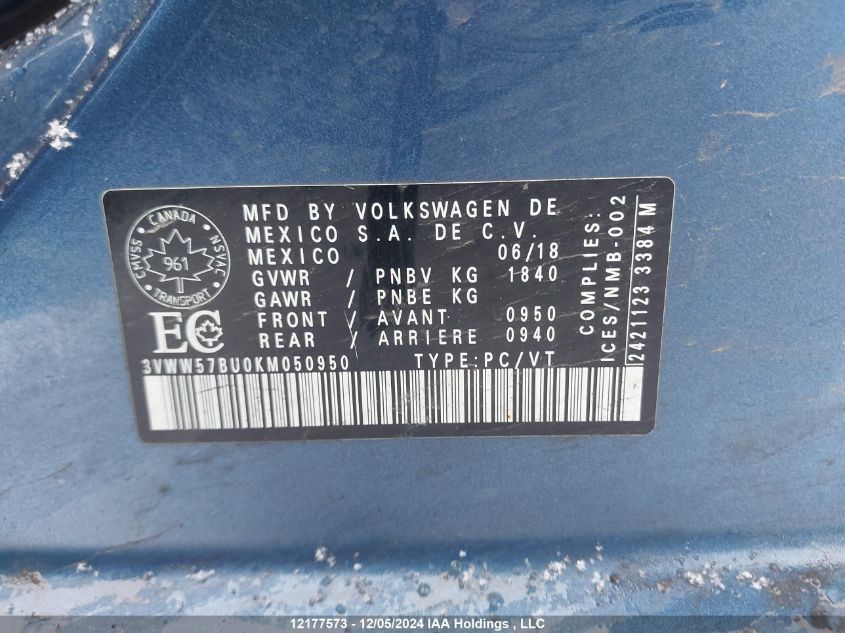 CANADA
CMVSS
NSVAC
961
TRANSPORT
EC
MFD BY VOLKSWAGEN DE
MEXICO S.A. DE C.V.
MEXICO 06/18
GVWR / PNBV KG 1840
GAWR / PNBE KG
FRONT / AVANT 0950
REAR / ARRIERE 0940
3VWW57BU0KM050950 TYPE:PC/VT
COMPLIES:
ICES/NMB-002
2421123 3384 M
12177573 - 12/05/2024 IAA Holdings , LLC